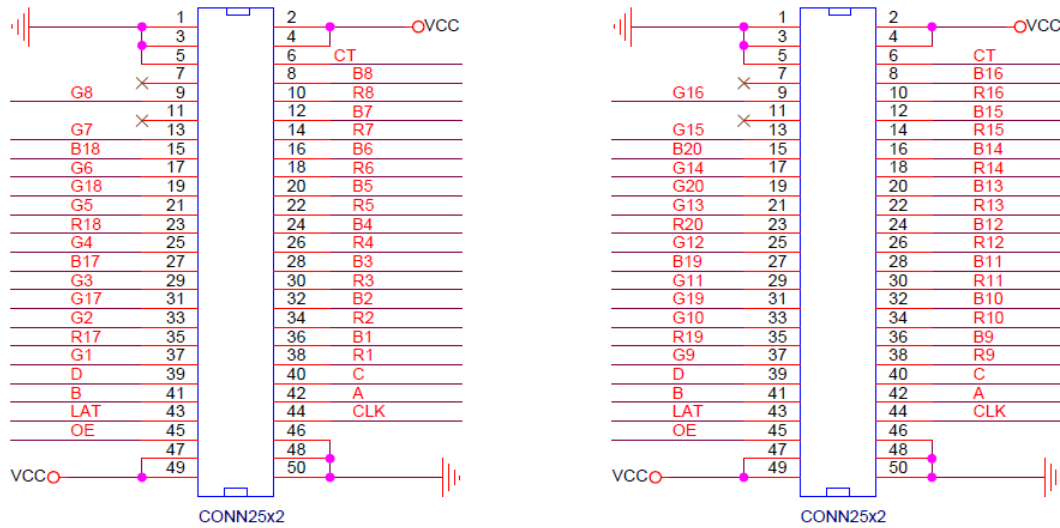 1 2 VCC 1 2 VCC
3 4 3 4
5 6 CT 5 6 CT
7 8 B8 7 8 B16
G8 9 10 R8 G16 9 10 R16
11 12 B7 11 12 B15
G7 13 14 R7 G15 13 14 R15
B18 15 16 B6 B20 15 16 B14
G6 17 18 R6 G14 17 18 R14
G18 19 20 B5 G20 19 20 B13
G5 21 22 R5 G13 21 22 R13
R18 23 24 B4 R20 23 24 B12
G4 25 26 R4 G12 25 26 R12
B17 27 28 B3 B19 27 28 B11
G3 29 30 R3 G11 29 30 R11
G17 31 32 B2 G19 31 32 B10
G2 33 34 R2 G10 33 34 R10
R17 35 36 B1 R19 35 36 B9
G1 37 38 R1 G9 37 38 R9
D 39 40 C D 39 40 C
B 41 42 A B 41 42 A
LAT 43 44 CLK LAT 43 44 CLK
OE 45 46 OE 45 46
47 48 47 48
VCC 49 50 VCC 49 50
CONN25x2 CONN25x2